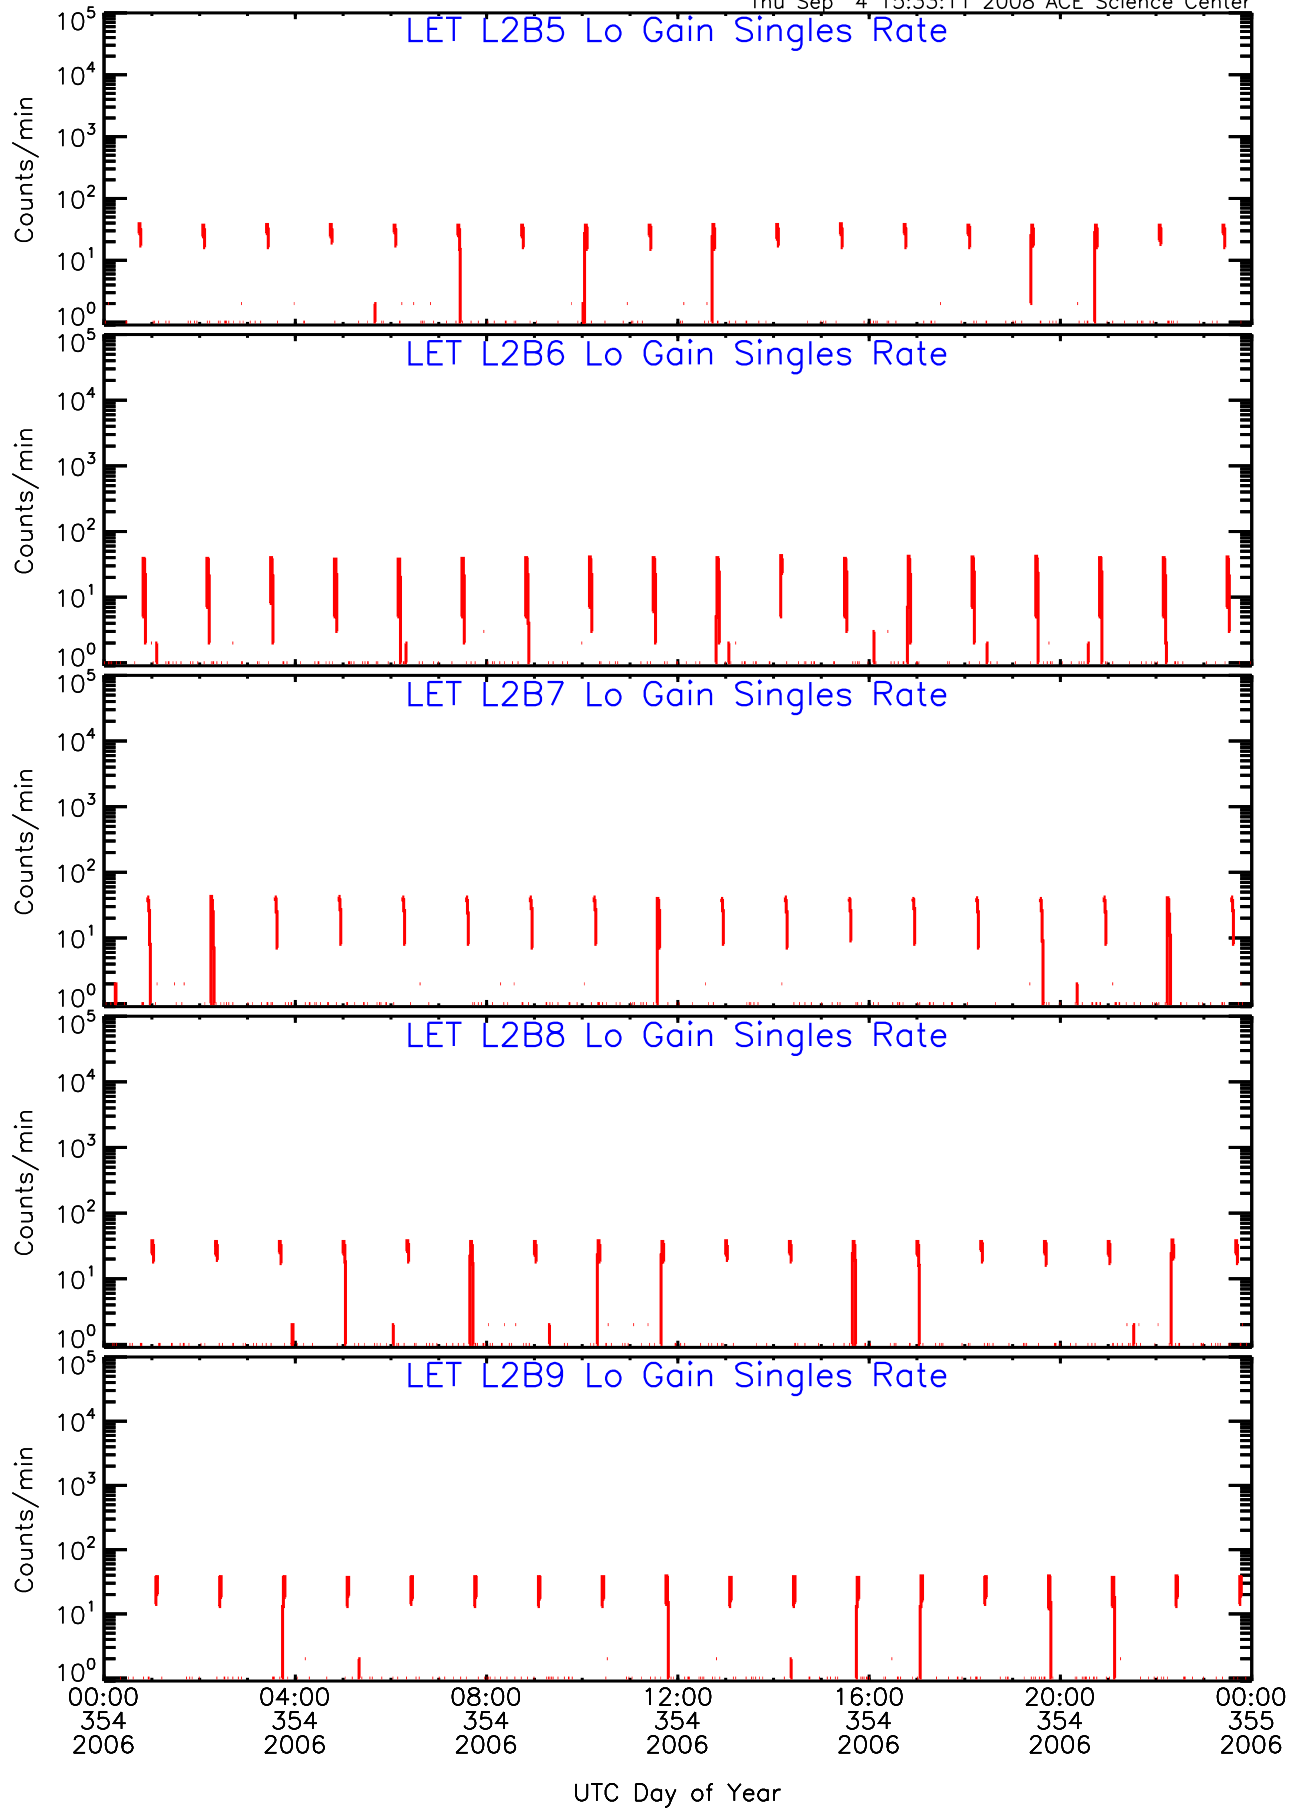 Thu Sep 4 15:33:11 2008 ACE Science Center
LET L2B5 Lo Gain Singles Rate
10^5
10^4
10^3
10^2
10^1
10^0
Counts/min
LET L2B6 Lo Gain Singles Rate
10^5
10^4
10^3
10^2
10^1
10^0
Counts/min
LET L2B7 Lo Gain Singles Rate
10^5
10^4
10^3
10^2
10^1
10^0
Counts/min
LET L2B8 Lo Gain Singles Rate
10^5
10^4
10^3
10^2
10^1
10^0
Counts/min
LET L2B9 Lo Gain Singles Rate
10^5
10^4
10^3
10^2
10^1
10^0
Counts/min
00:00 04:00 08:00 12:00 16:00 20:00 00:00
354 354 354 354 354 354 355
2006 2006 2006 2006 2006 2006 2006
UTC Day of Year